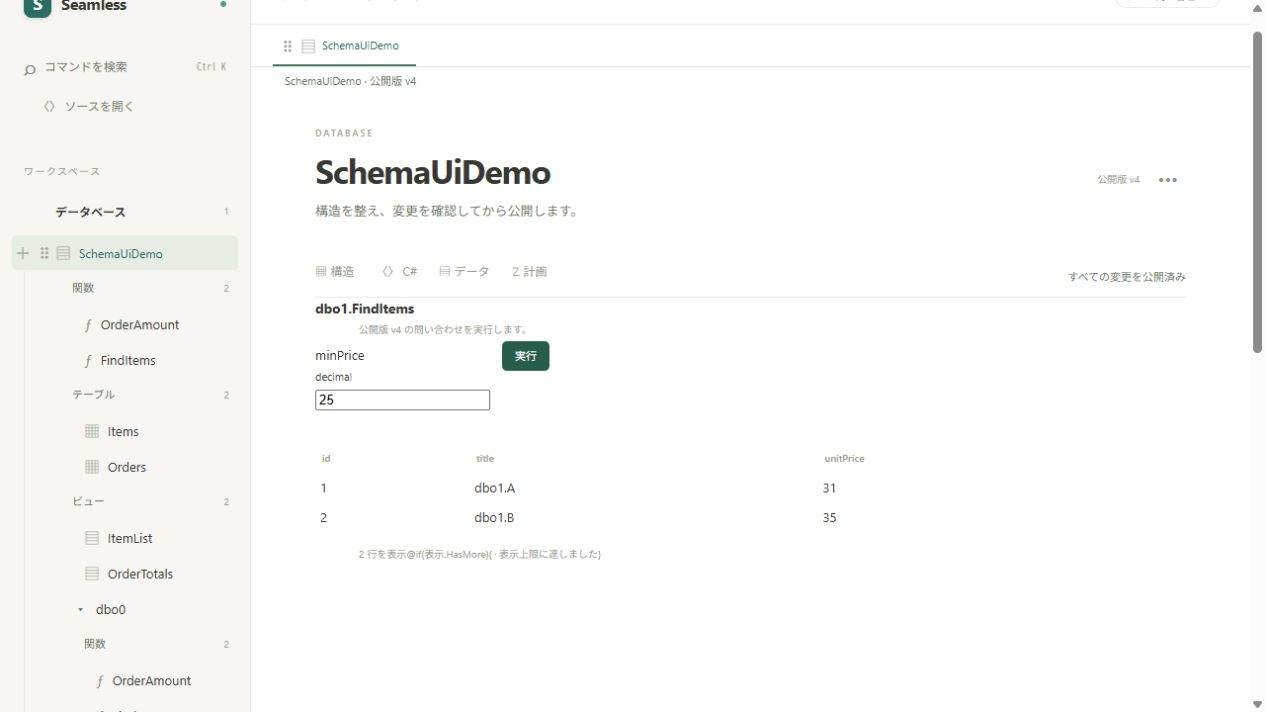 S Seamless
コマンドを検索 Ctrl K
ソースを開く
ワークスペース
データベース 1
SchemaUiDemo
関数 2
f OrderAmount
f FindItems
テーブル 2
Items
Orders
ビュー 2
ItemList
OrderTotals
dbo0
関数 2
f OrderAmount
SchemaUiDemo
SchemaUiDemo · 公開版 v4
DATABASE
SchemaUiDemo
公開版 v4 •••
構造を整え、変更を確認してから公開します。
構造 C# データ Z 計画
すべての変更を公開済み
dbo1.FindItems
公開版 v4 の問い合わせを実行します。
minPrice 実行
decimal
25
id title unitPrice
1 dbo1.A 31
2 dbo1.B 35
2 行を表示@if(表示.HasMore){ · 表示上限に達しました}